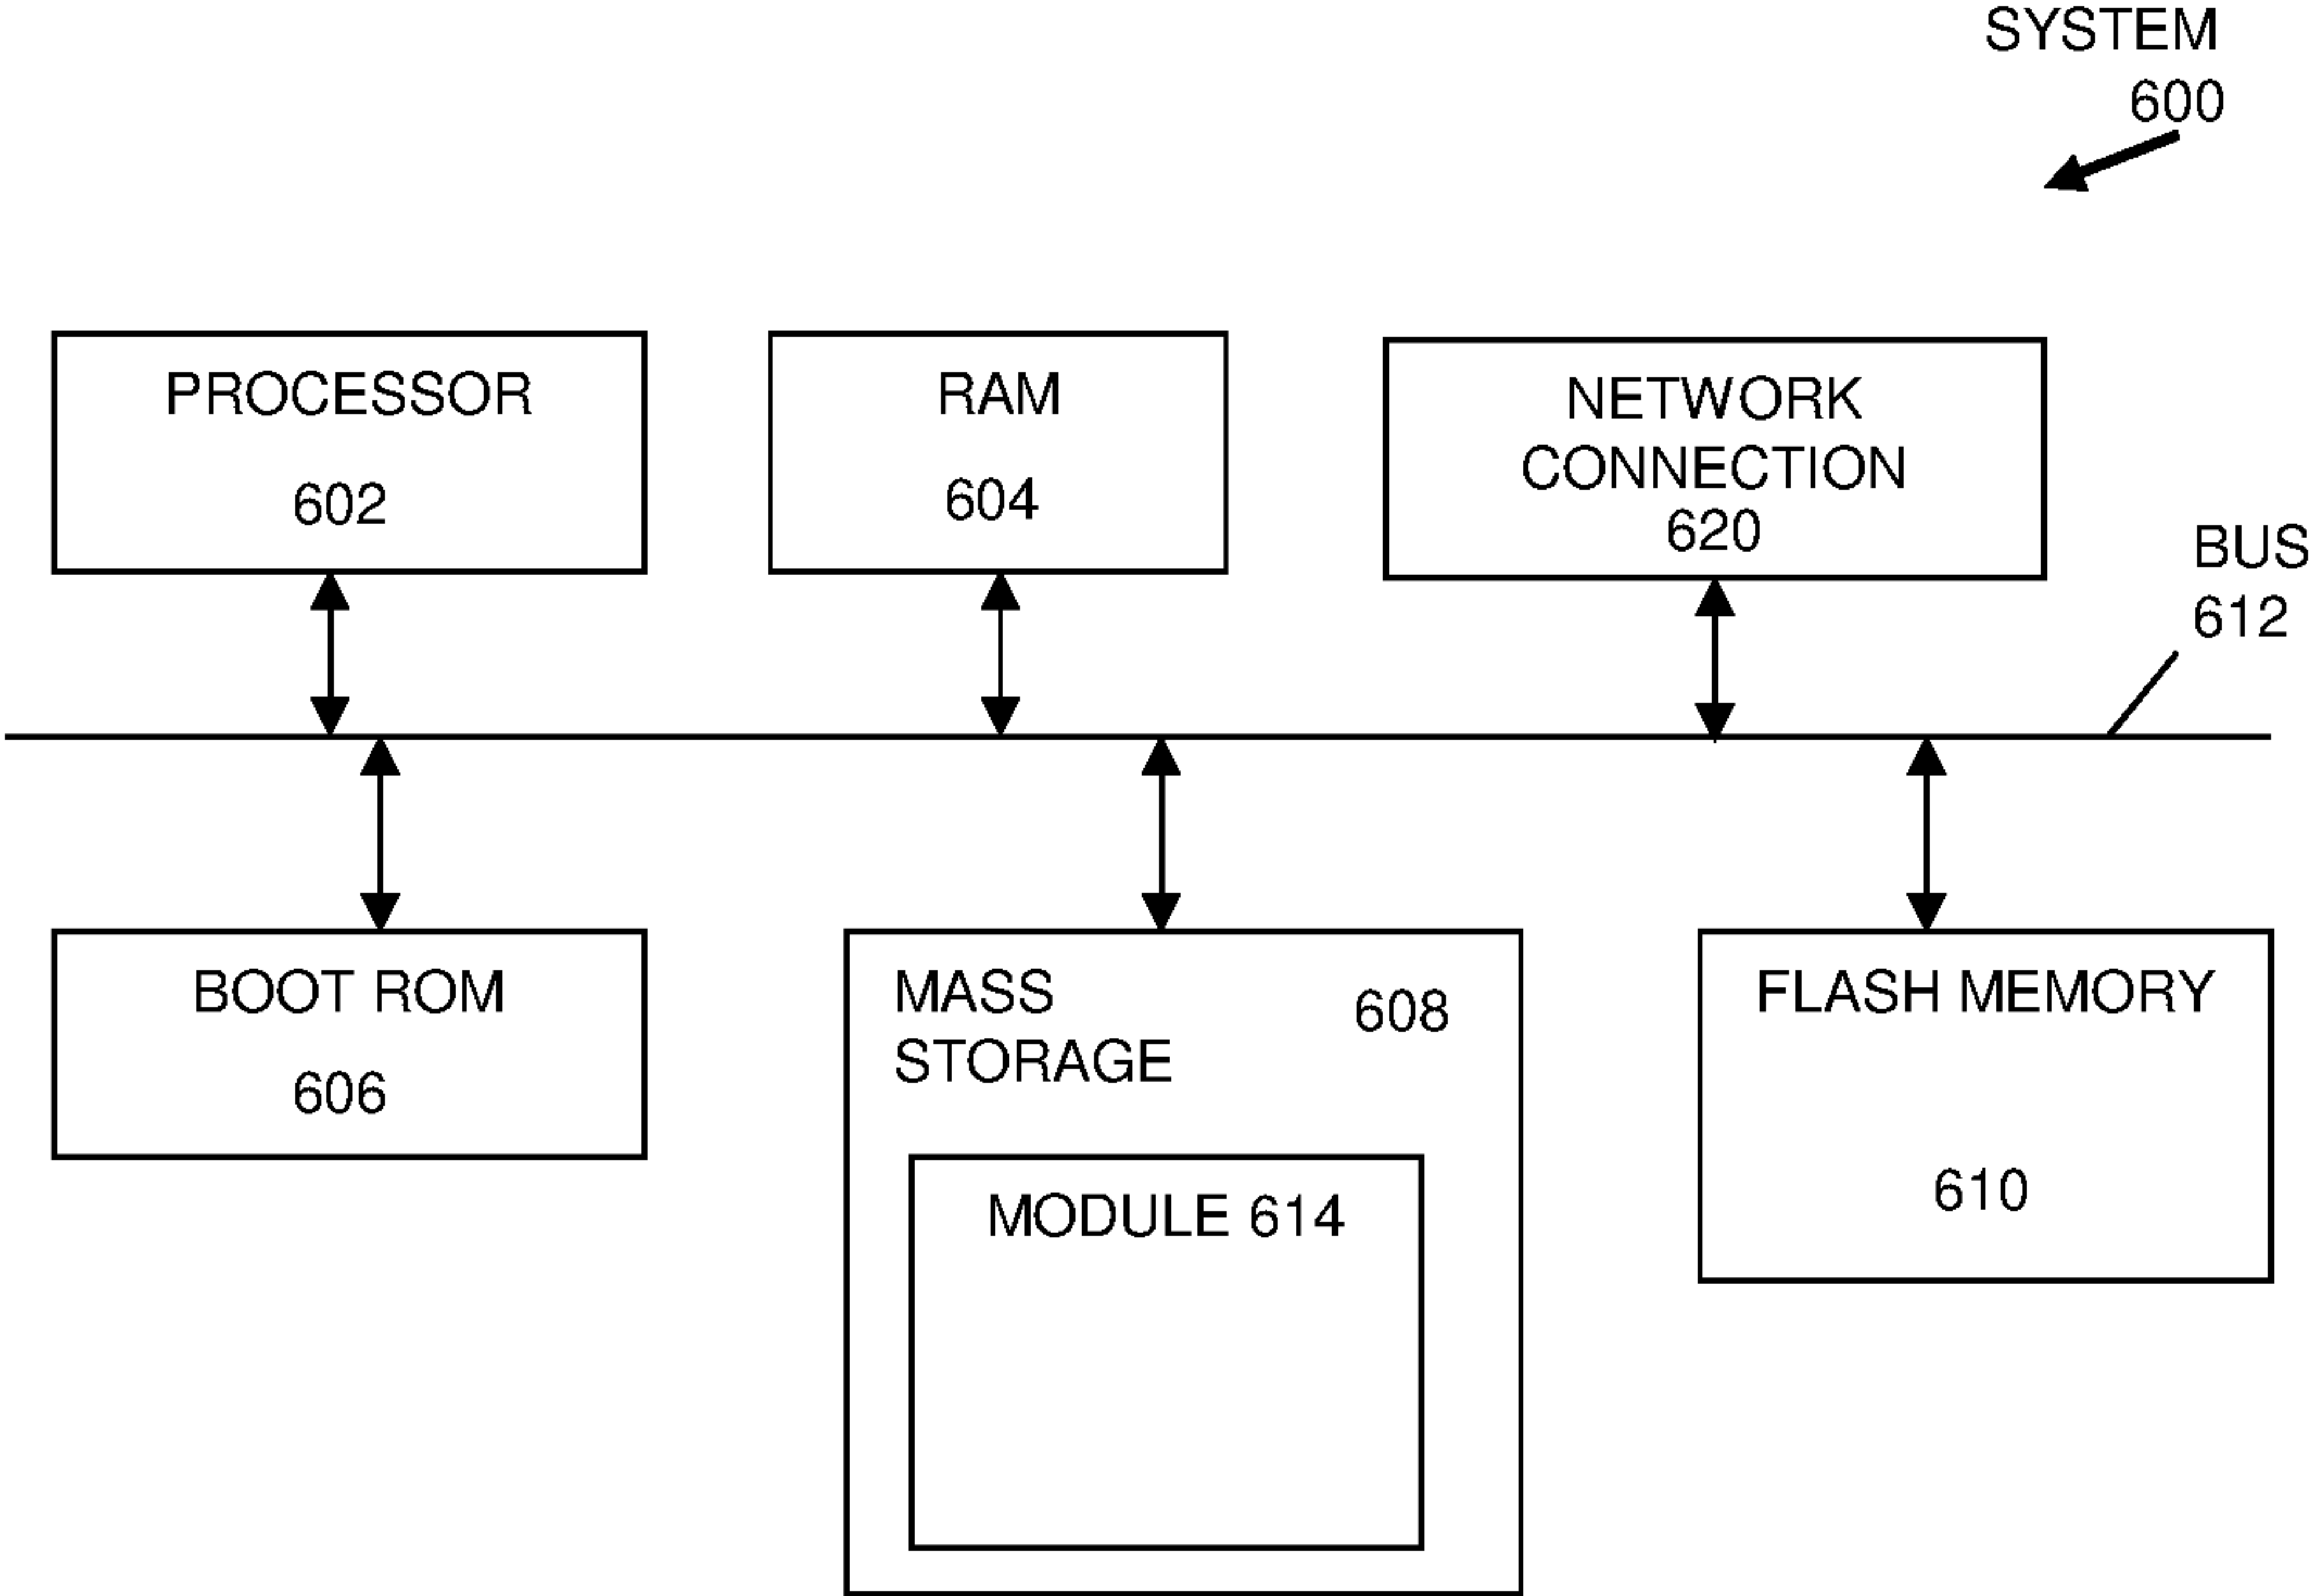 SYSTEM
600
PROCESSOR
602
RAM
604
NETWORK
CONNECTION
620
BUS
612
BOOT ROM
606
MASS
STORAGE
608
MODULE 614
FLASH MEMORY
610